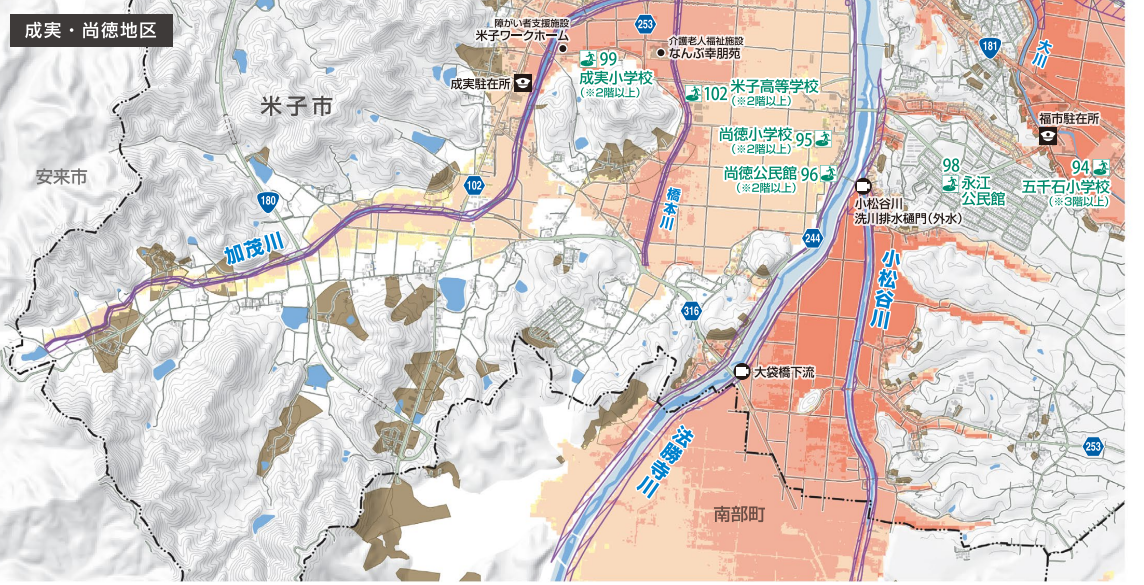 成実・尚徳地区
障がい者支援施設
米子ワークホーム
253
介護老人福祉施設
なんぶ幸朋苑
181
大川
99
成実小学校
(※2階以上)
成実駐在所
102 米子高等学校
(※2階以上)
米子市
福市駐在所
尚徳小学校 95
(※2階以上)
98
永江
公民館
94
五千石小学校
(※3階以上)
尚徳公民館 96
(※2階以上)
安来市
102
180
橋本川
小松谷川
洗川排水樋門(外水)
加茂川
244
小松谷川
316
大袋橋下流
法勝寺川
253
南部町